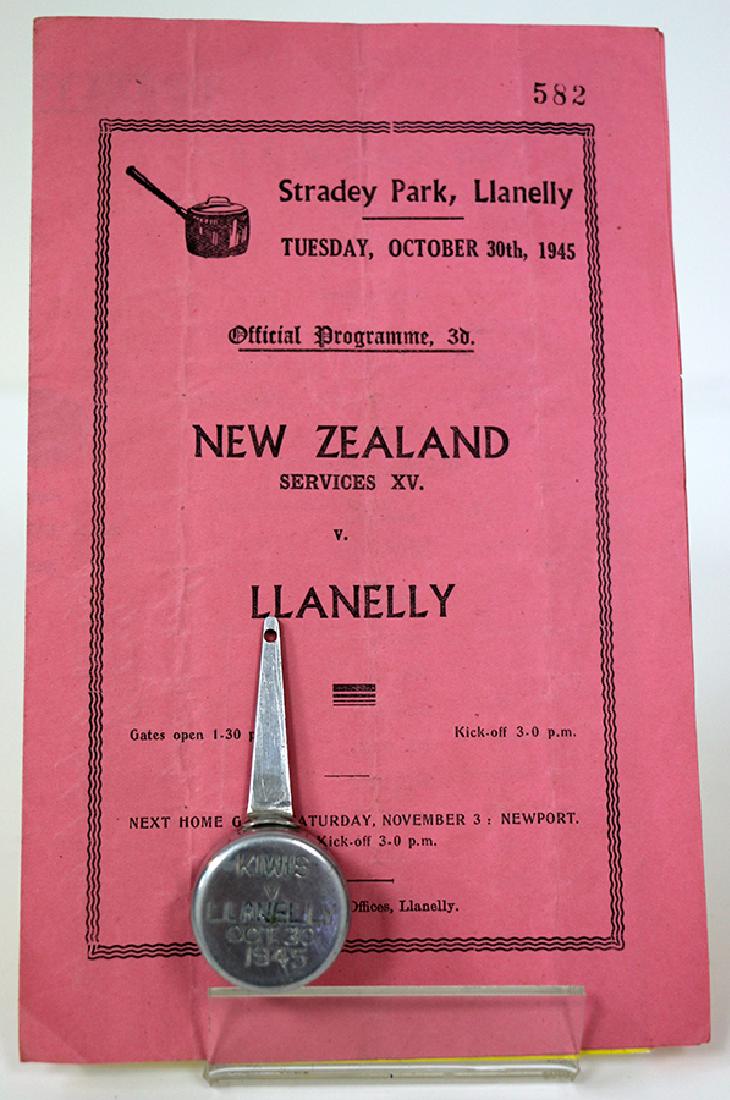 582
Stradey Park, Llanelly
TUESDAY, OCTOBER 30th, 1945
Official Programme, 3d.
NEW ZEALAND
SERVICES XV.
v.
LLANELLY
Gates open 1-30
Kick-off 3-0 p.m.
NEXT HOME SATURDAY, NOVEMBER 3 : NEWPORT.
Kick-off 3-0 p.m.
Offices, Llanelly.
KIWIS
V
LLANELLY
OCT. 30
1945